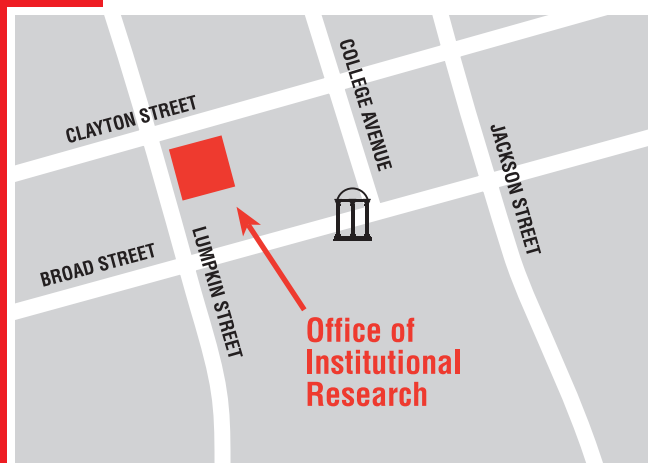 CLAYTON STREET
COLLEGE AVENUE
JACKSON STREET
BROAD STREET
LUMPKIN STREET
Office of
Institutional
Research